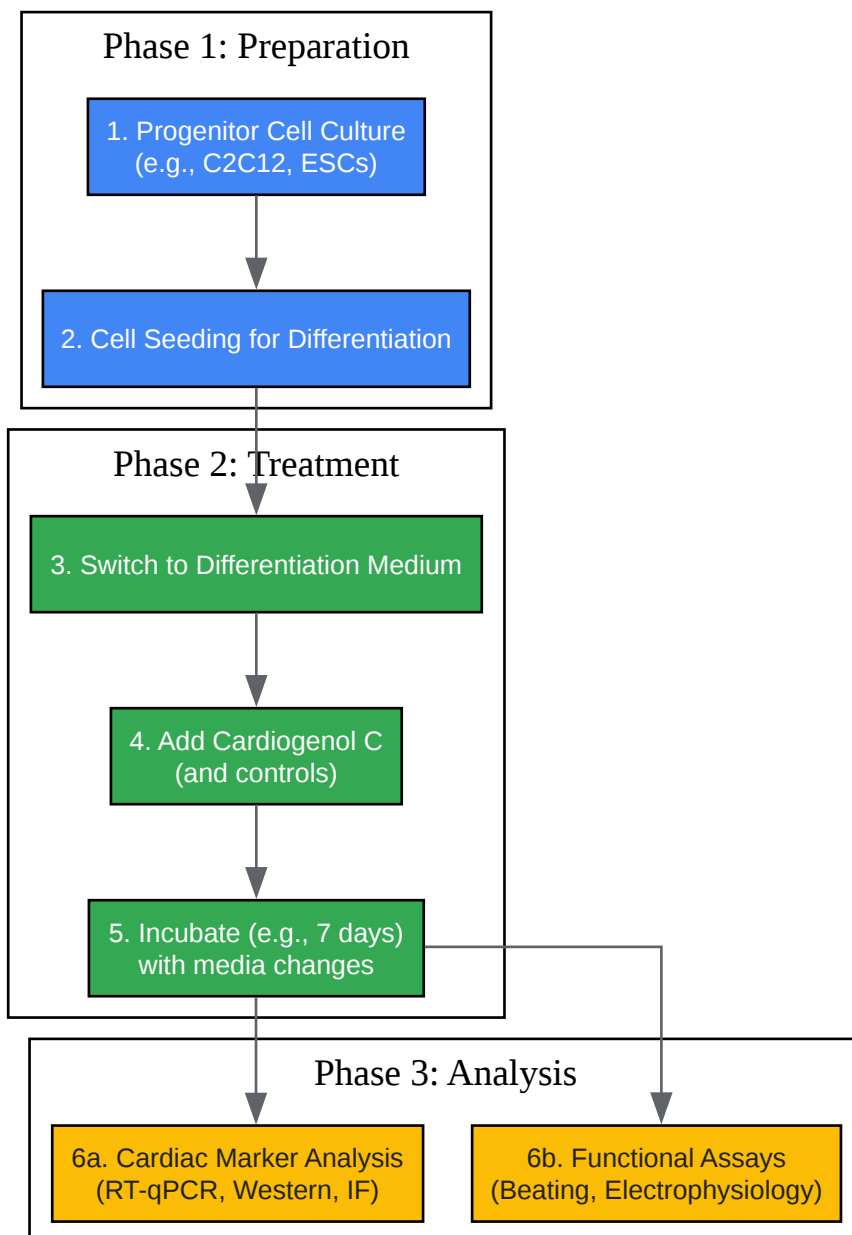 Phase 1: Preparation
1. Progenitor Cell Culture
(e.g., C2C12, ESCs)
2. Cell Seeding for Differentiation
Phase 2: Treatment
3. Switch to Differentiation Medium
4. Add Cardiogenol C
(and controls)
5. Incubate (e.g., 7 days)
with media changes
Phase 3: Analysis
6a. Cardiac Marker Analysis
(RT-qPCR, Western, IF)
6b. Functional Assays
(Beating, Electrophysiology)